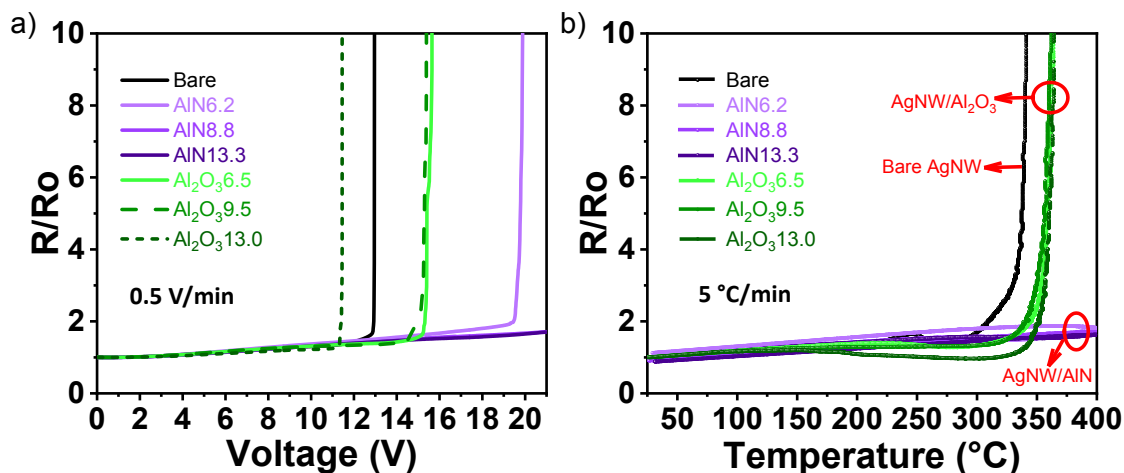 a)
10
8
6
4
2
0
R/Ro
Bare
AlN6.2
AlN8.8
AlN13.3
Al₂O₃6.5
Al₂O₃9.5
Al₂O₃13.0
0.5 V/min
0 2 4 6 8 10 12 14 16 18 20
Voltage (V)
b)
10
8
6
4
2
0
R/Ro
Bare
AlN6.2
AlN8.8
AlN13.3
Al₂O₃6.5
Al₂O₃9.5
Al₂O₃13.0
AgNW/Al₂O₃
Bare AgNW
5 °C/min
AgNW/AlN
50 100 150 200 250 300 350 400
Temperature (°C)